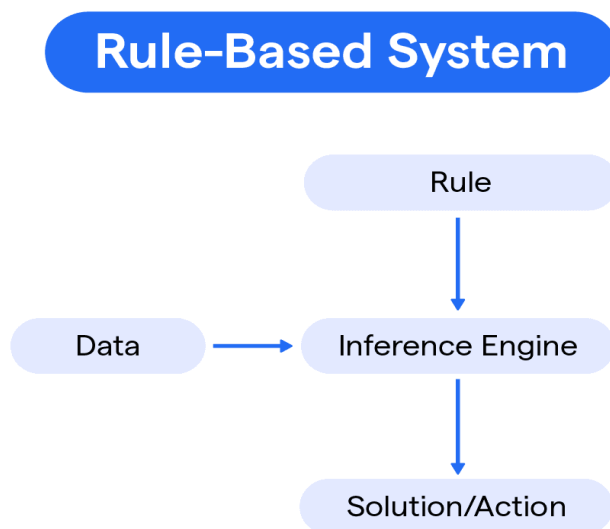 Rule-Based System
Rule
Data
Inference Engine
Solution/Action